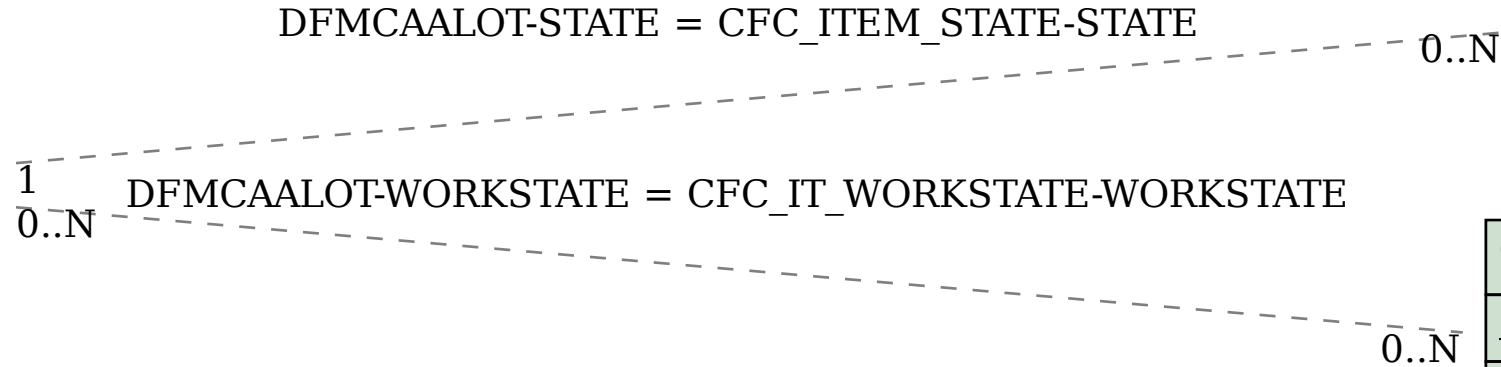 DFMCAALOT-STATE = CFC_ITEM_STATE-STATE
0..N
1
DFMCAALOT-WORKSTATE = CFC_IT_WORKSTATE-WORKSTATE
0..N
0..N